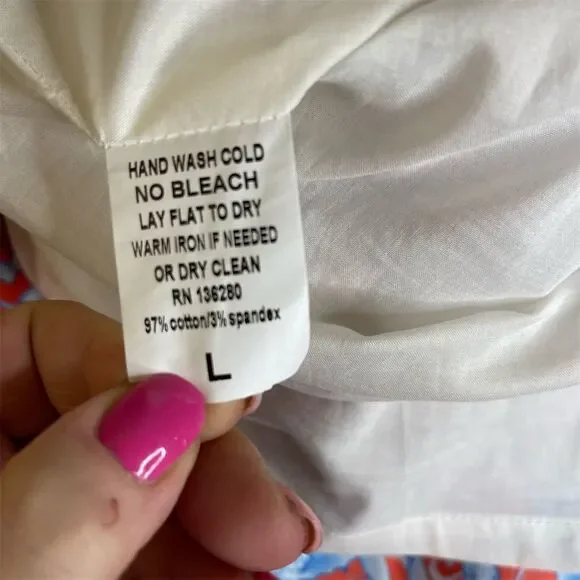 HAND WASH COLD
NO BLEACH
LAY FLAT TO DRY
WARM IRON IF NEEDED
OR DRY CLEAN
RN 136280
97% cotton/3% spandex
L